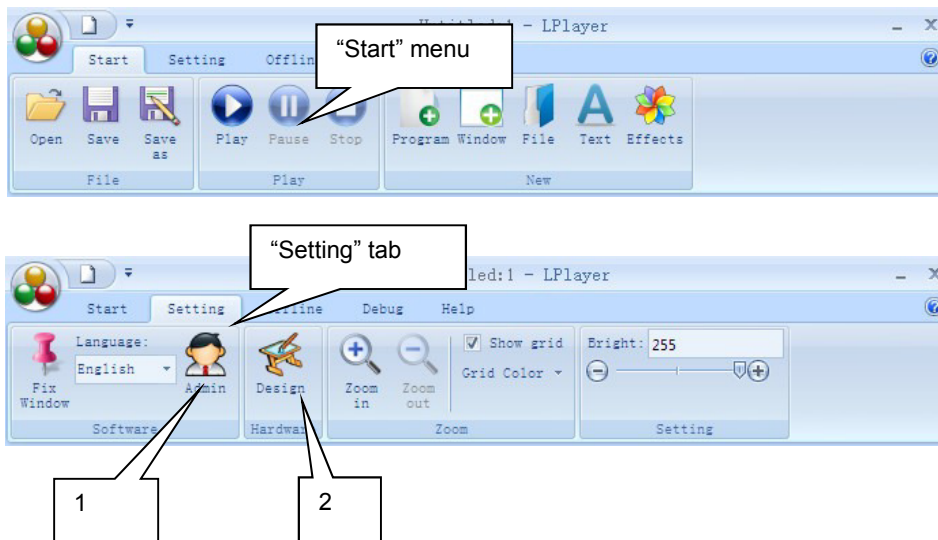 - LPlayer
"Start" menu
Start Setting
Open Save Save as Play Pause Stop Program Window File Text Effects
File Play New
"Setting" tab
led:1 - LPlayer
Start Setting Debug Help
Language:
English
Fix Window Admin Design Zoom in Zoom out
Show grid
Grid Color
Bright: 255
Software Zoom Setting
1 2